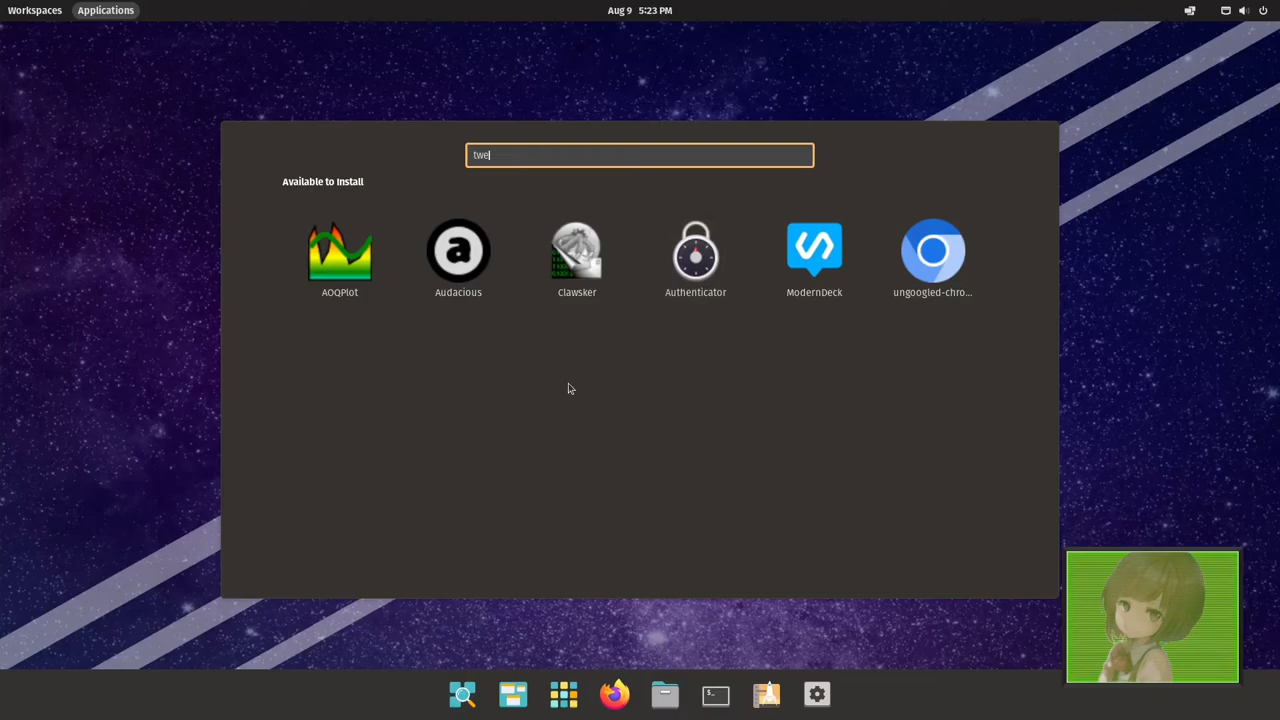 Workspaces Applications Aug 9 5:23 PM
twe
Available to Install
AOQPlot Audacious Clawsker Authenticator ModernDeck ungoogled-chro...